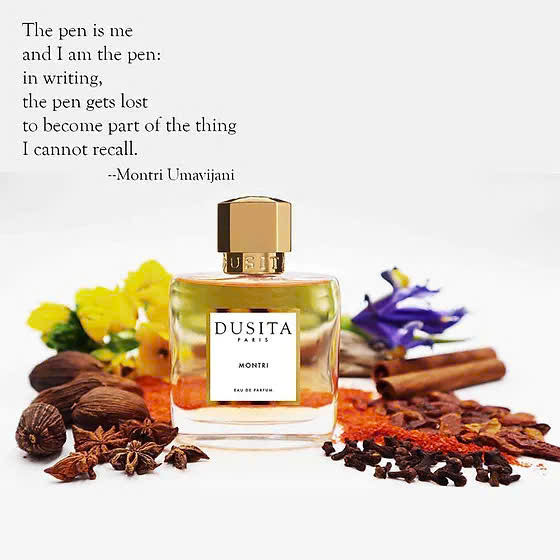 The pen is me
and I am the pen:
in writing,
the pen gets lost
to become part of the thing
I cannot recall.
--Montri Umavijani
DUSITA
DUSITA
PARIS
MONTRI
EAU DE PARFUM